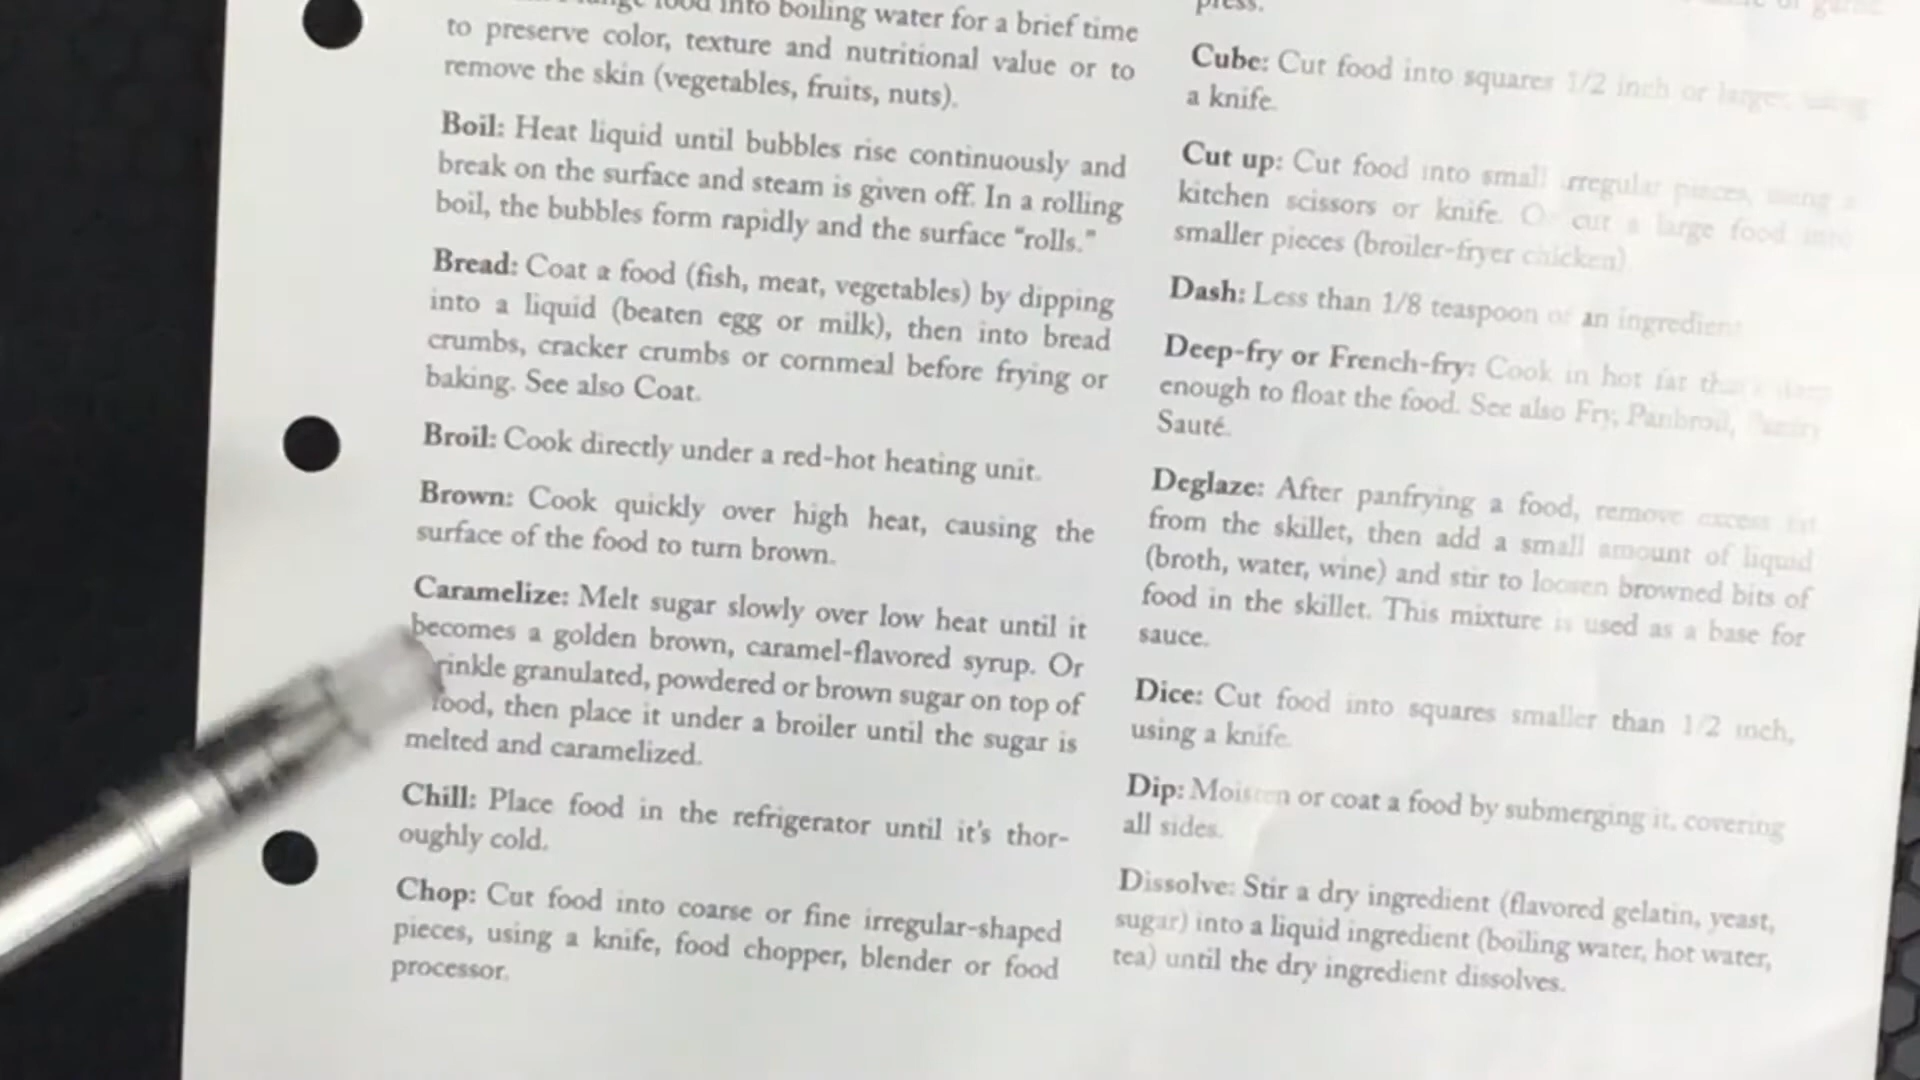 food into boiling water for a brief time
to preserve color, texture and nutritional value or to
remove the skin (vegetables, fruits, nuts).
Boil: Heat liquid until bubbles rise continuously and
break on the surface and steam is given off. In a rolling
boil, the bubbles form rapidly and the surface "rolls."
Bread: Coat a food (fish, meat, vegetables) by dipping
into a liquid (beaten egg or milk), then into bread
crumbs, cracker crumbs or cornmeal before frying or
baking. See also Coat.
Broil: Cook directly under a red-hot heating unit.
Brown: Cook quickly over high heat, causing the
surface of the food to turn brown.
Caramelize: Melt sugar slowly over low heat until it
becomes a golden brown, caramel-flavored syrup. Or
rinkle granulated, powdered or brown sugar on top of
food, then place it under a broiler until the sugar is
melted and caramelized.
Chill: Place food in the refrigerator until it's thor-
oughly cold.
Chop: Cut food into coarse or fine irregular-shaped
pieces, using a knife, food chopper, blender or food
processor.
press.
Cube: Cut food into squares 1/2 inch or larger, using
a knife.
Cut up: Cut food into small irregular pieces, using a
kitchen scissors or knife. Or cut a large food into
smaller pieces (broiler-fryer chicken).
Dash: Less than 1/8 teaspoon of an ingredient.
Deep-fry or French-fry: Cook in hot fat that's deep
enough to float the food. See also Fry, Panbroil, Panfry
Sauté.
Deglaze: After panfrying a food, remove excess fat
from the skillet, then add a small amount of liquid
(broth, water, wine) and stir to loosen browned bits of
food in the skillet. This mixture is used as a base for
sauce.
Dice: Cut food into squares smaller than 1/2 inch,
using a knife.
Dip: Moisten or coat a food by submerging it, covering
all sides.
Dissolve: Stir a dry ingredient (flavored gelatin, yeast,
sugar) into a liquid ingredient (boiling water, hot water,
tea) until the dry ingredient dissolves.